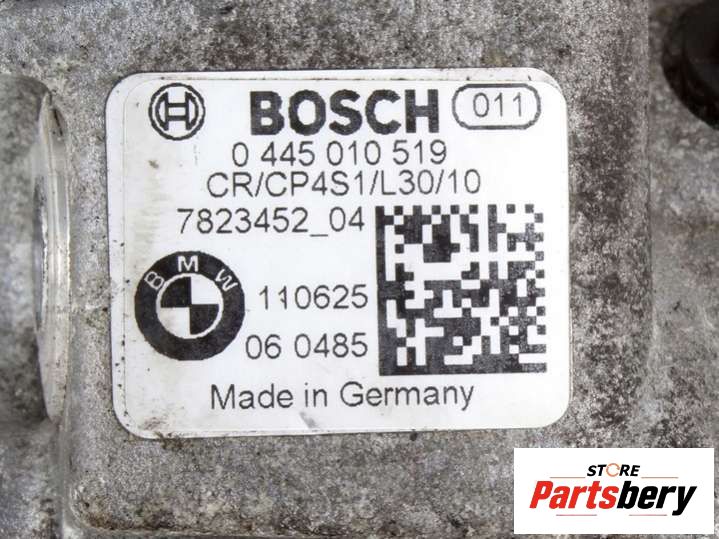 BOSCH 011
0 445 010 519
CR/CP4S1/L30/10
7823452_04
BMW
110625
06 0485
Made in Germany
STORE
Partsbery